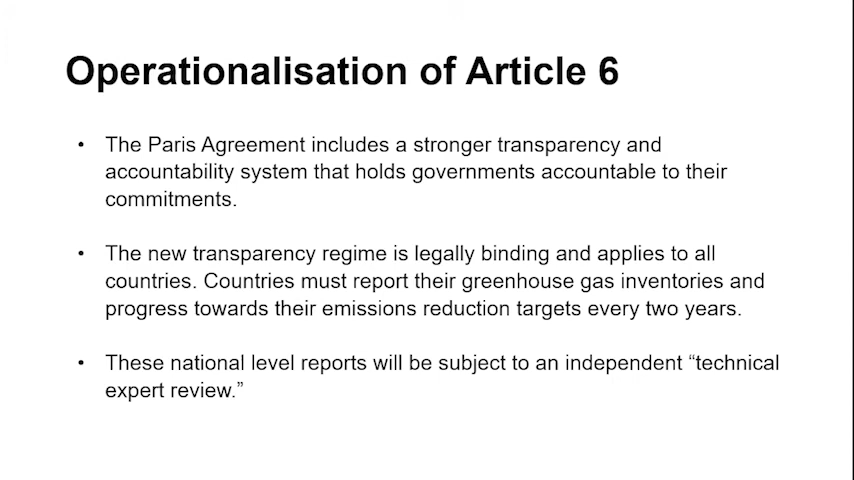 Operationalisation of Article 6
• The Paris Agreement includes a stronger transparency and
accountability system that holds governments accountable to their
commitments.
• The new transparency regime is legally binding and applies to all
countries. Countries must report their greenhouse gas inventories and
progress towards their emissions reduction targets every two years.
• These national level reports will be subject to an independent “technical
expert review.”